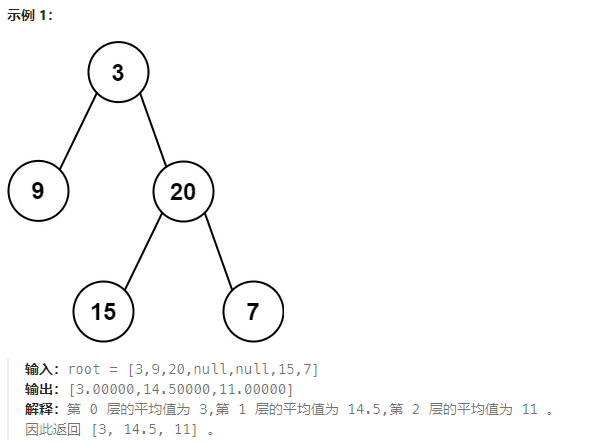 示例 1：
3
9
20
15
7
输入：root = [3,9,20,null,null,15,7]
输出：[3.00000,14.50000,11.00000]
解释：第 0 层的平均值为 3,第 1 层的平均值为 14.5,第 2 层的平均值为 11 。
因此返回 [3, 14.5, 11] 。